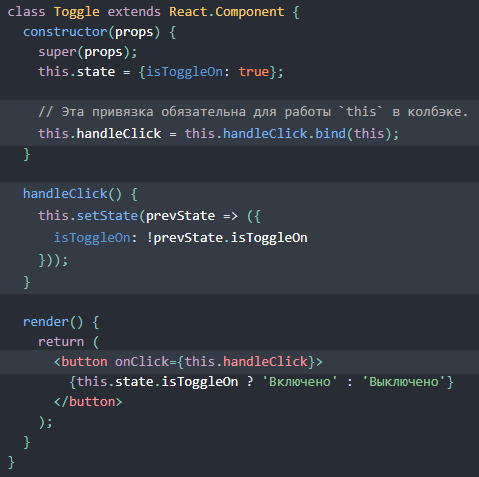 class Toggle extends React.Component {
  constructor(props) {
    super(props);
    this.state = {isToggleOn: true};

    // Эта привязка обязательна для работы `this` в колбэке.
    this.handleClick = this.handleClick.bind(this);
  }

  handleClick() {
    this.setState(prevState => ({
      isToggleOn: !prevState.isToggleOn
    }));
  }

  render() {
    return (
      <button onClick={this.handleClick}>
        {this.state.isToggleOn ? 'Включено' : 'Выключено'}
      </button>
    );
  }
}